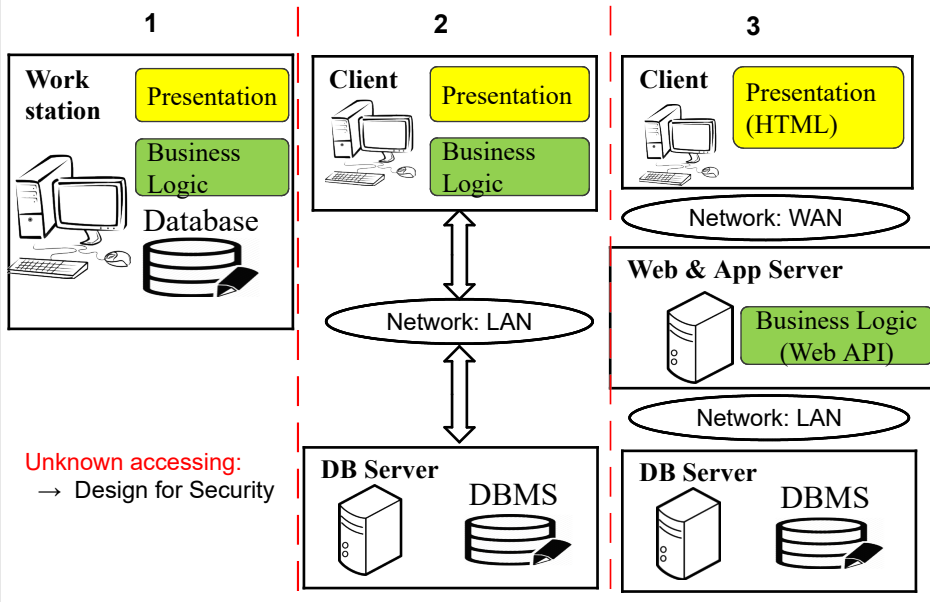 1
Work
station
Presentation
Business
Logic
Database
Unknown accessing:
→ Design for Security
2
Client
Presentation
Business
Logic
Network: LAN
DB Server
DBMS
3
Client
Presentation
(HTML)
Network: WAN
Web & App Server
Business Logic
(Web API)
Network: LAN
DB Server
DBMS